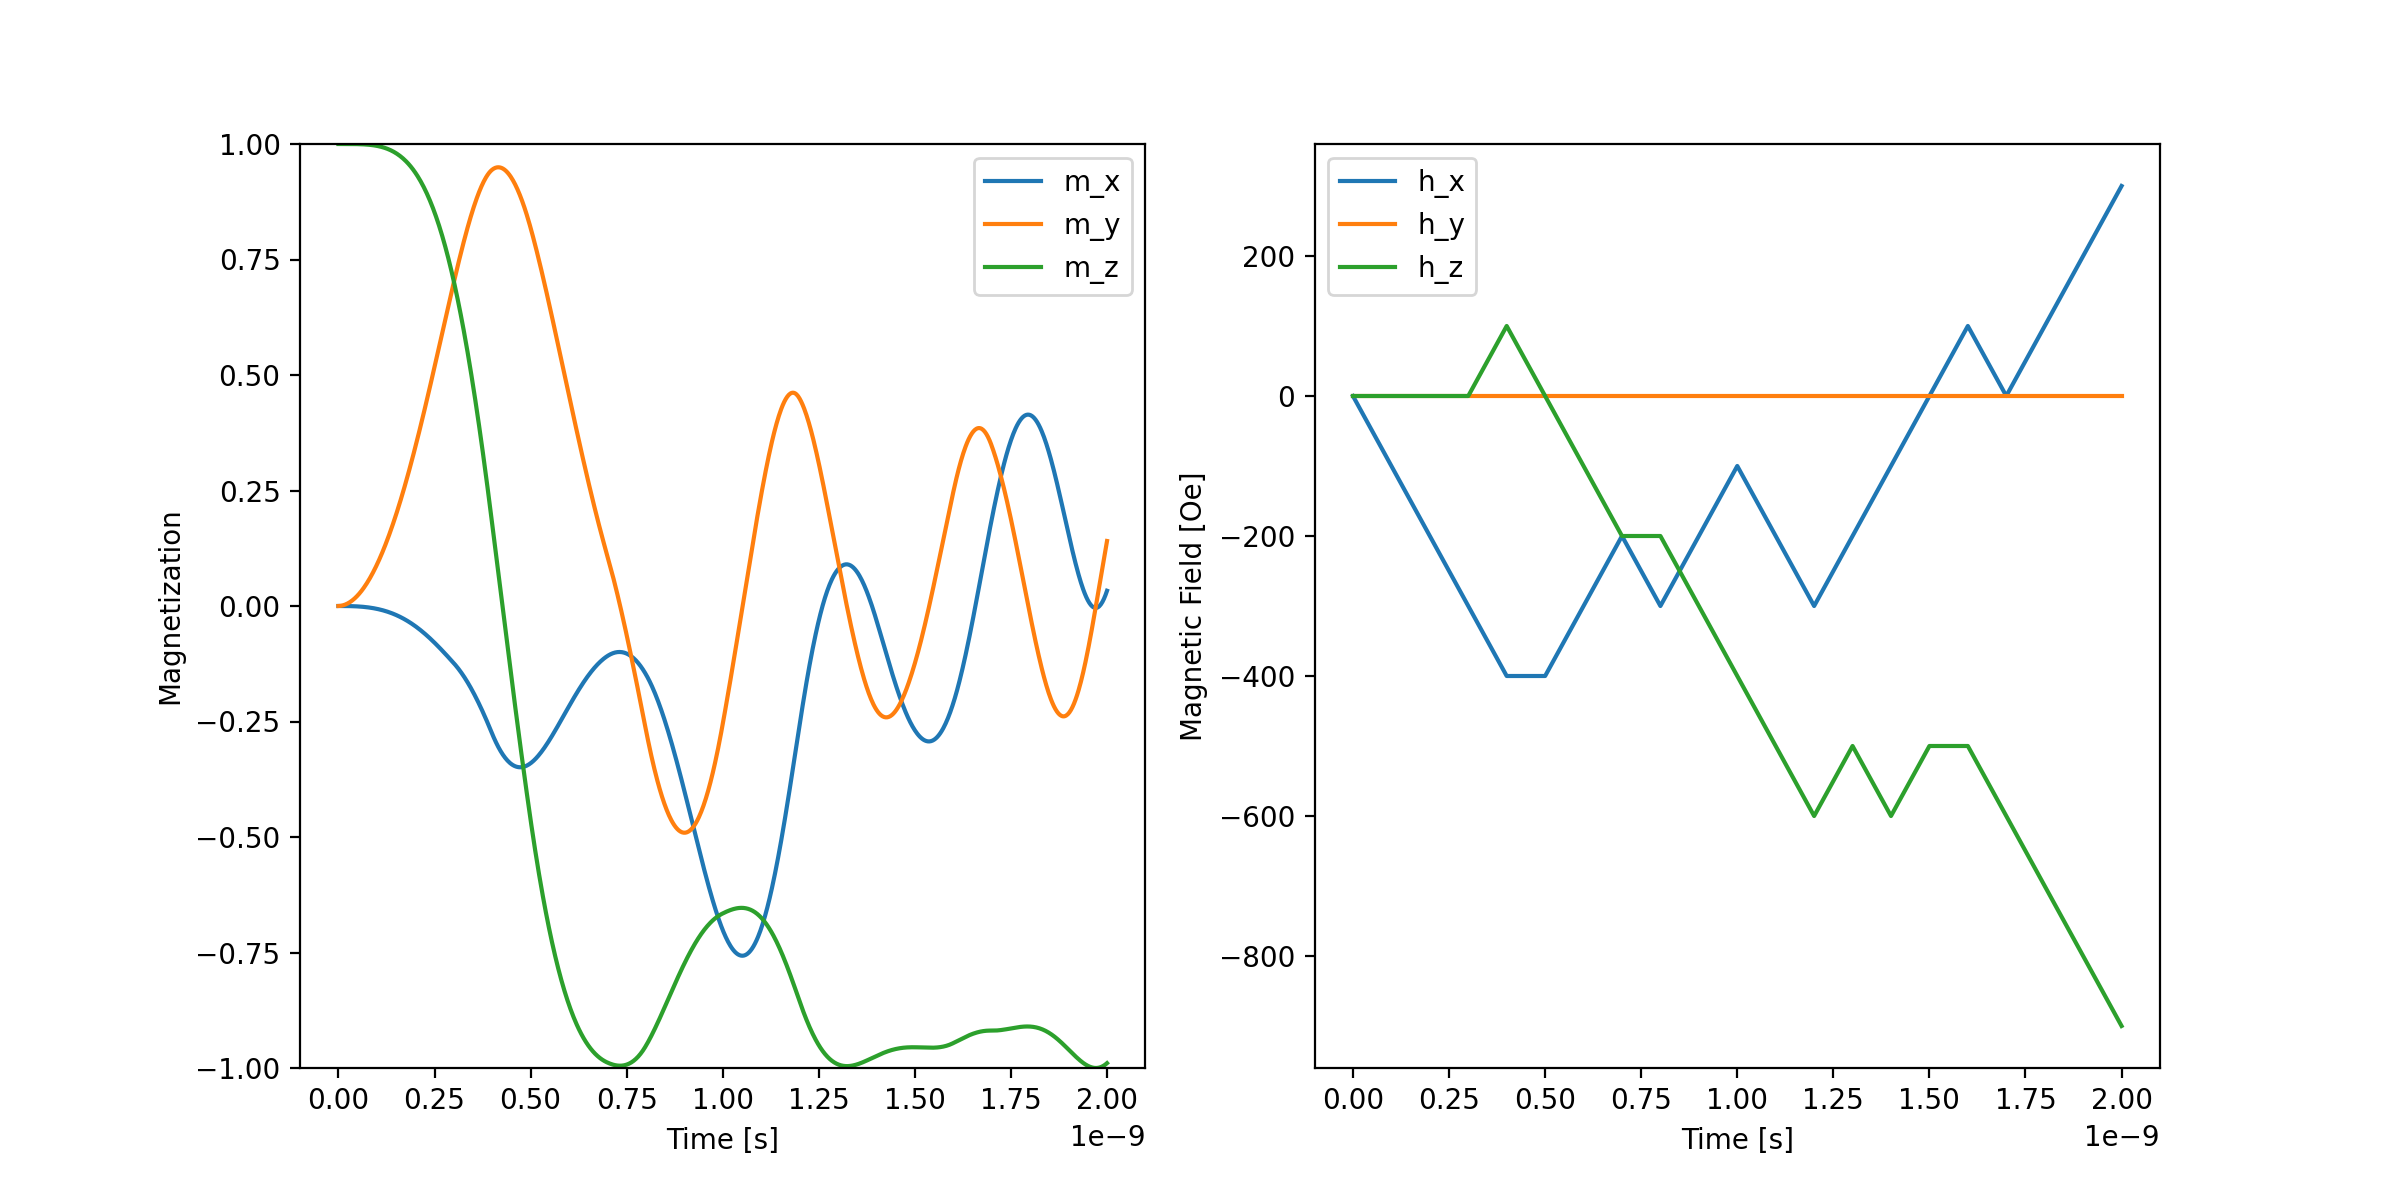 1.00
0.75
0.50
0.25
0.00
−0.25
−0.50
−0.75
−1.00
Magnetization
m_x
m_y
m_z
0.00 0.25 0.50 0.75 1.00 1.25 1.50 1.75 2.00
Time [s]
1e−9
200
0
−200
−400
−600
−800
Magnetic Field [Oe]
h_x
h_y
h_z
0.00 0.25 0.50 0.75 1.00 1.25 1.50 1.75 2.00
Time [s]
1e−9